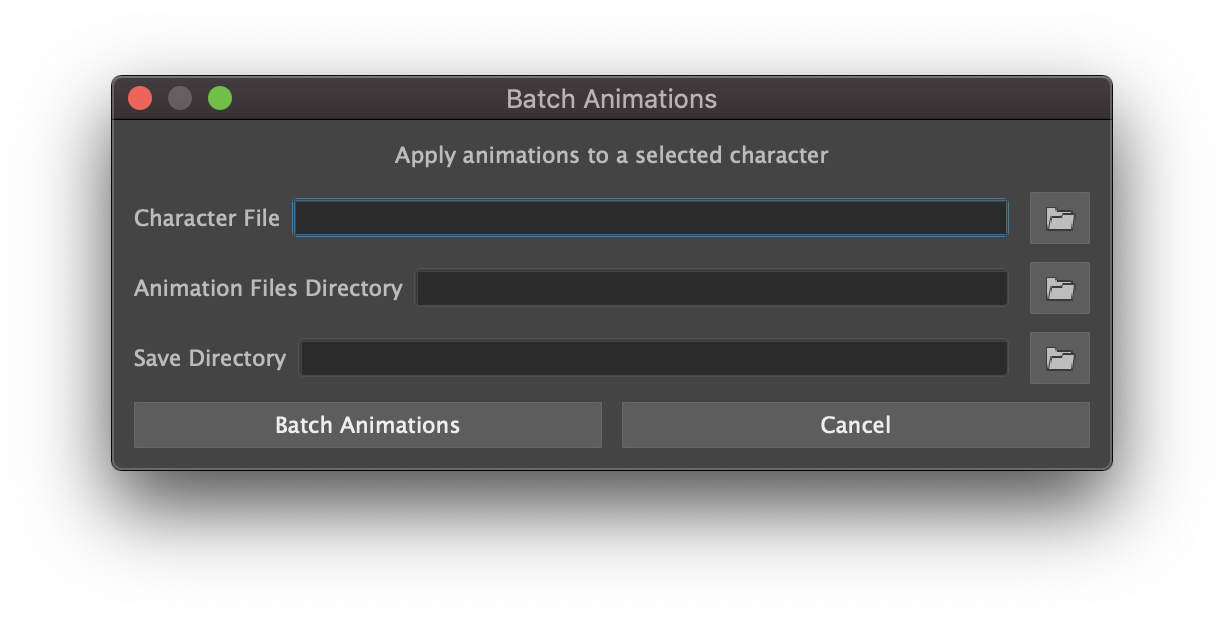 Batch Animations
Apply animations to a selected character
Character File
Animation Files Directory
Save Directory
Batch Animations
Cancel